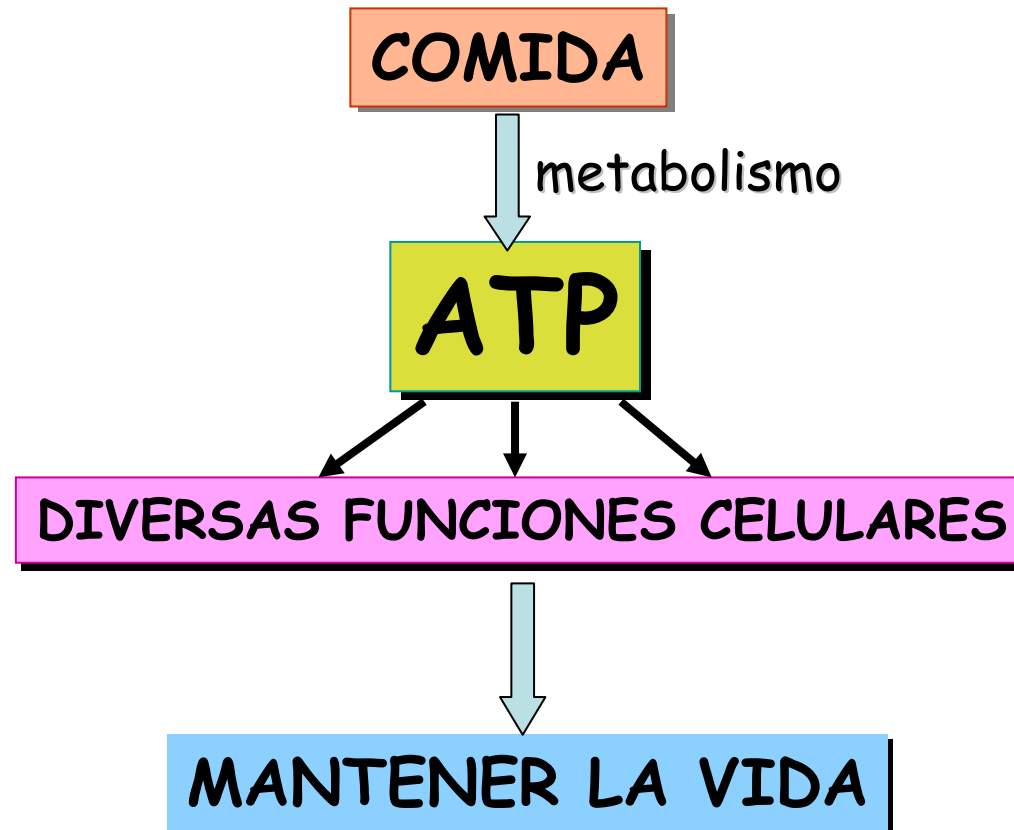 COMIDA
metabolismo
ATP
DIVERSAS FUNCIONES CELULARES
MANTENER LA VIDA